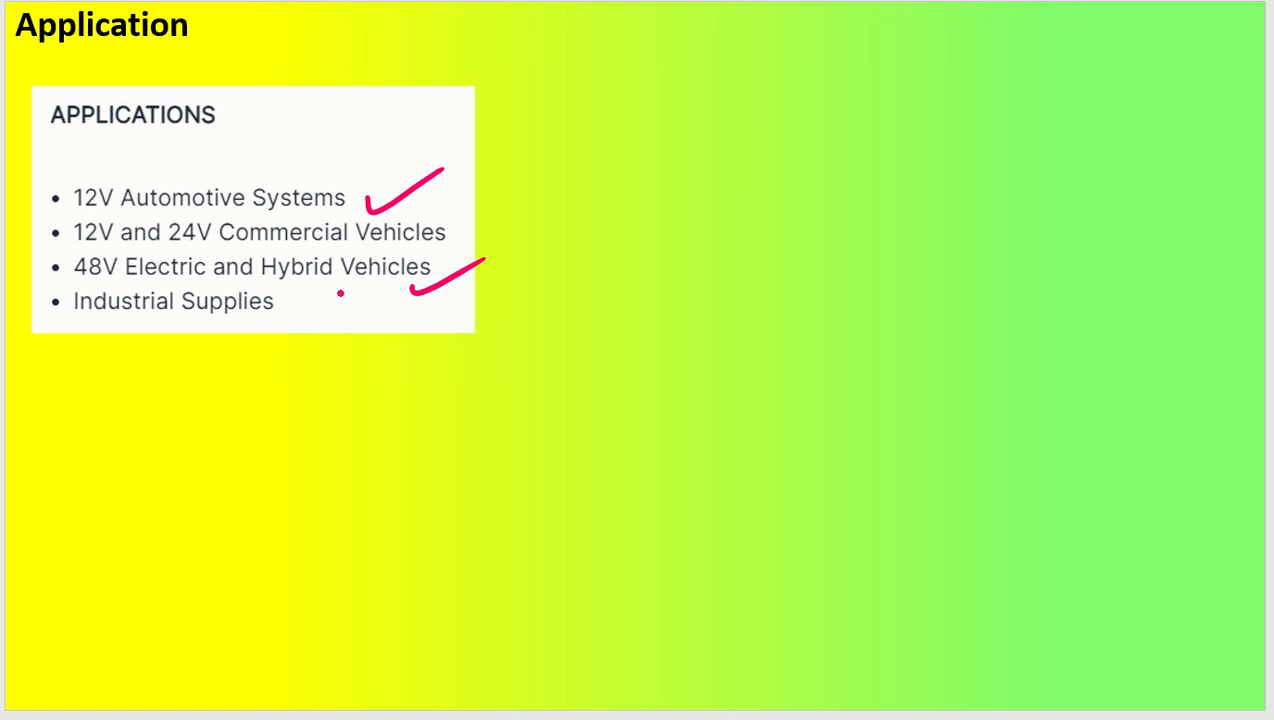 Application
APPLICATIONS
• 12V Automotive Systems
• 12V and 24V Commercial Vehicles
• 48V Electric and Hybrid Vehicles
• Industrial Supplies